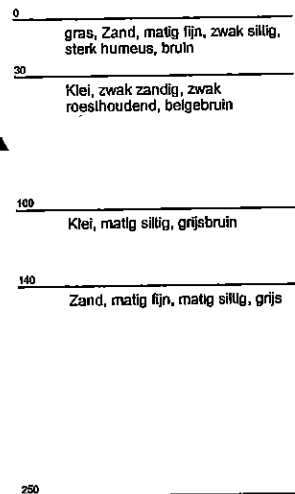 0
gras, Zand, matig fijn, zwak siltig,
sterk humeus, bruin
30
Klei, zwak zandig, zwak
roesthoudend, beigebruin
100
Klei, matig siltig, grijsbruin
140
Zand, matig fijn, matig siltig, grijs
250